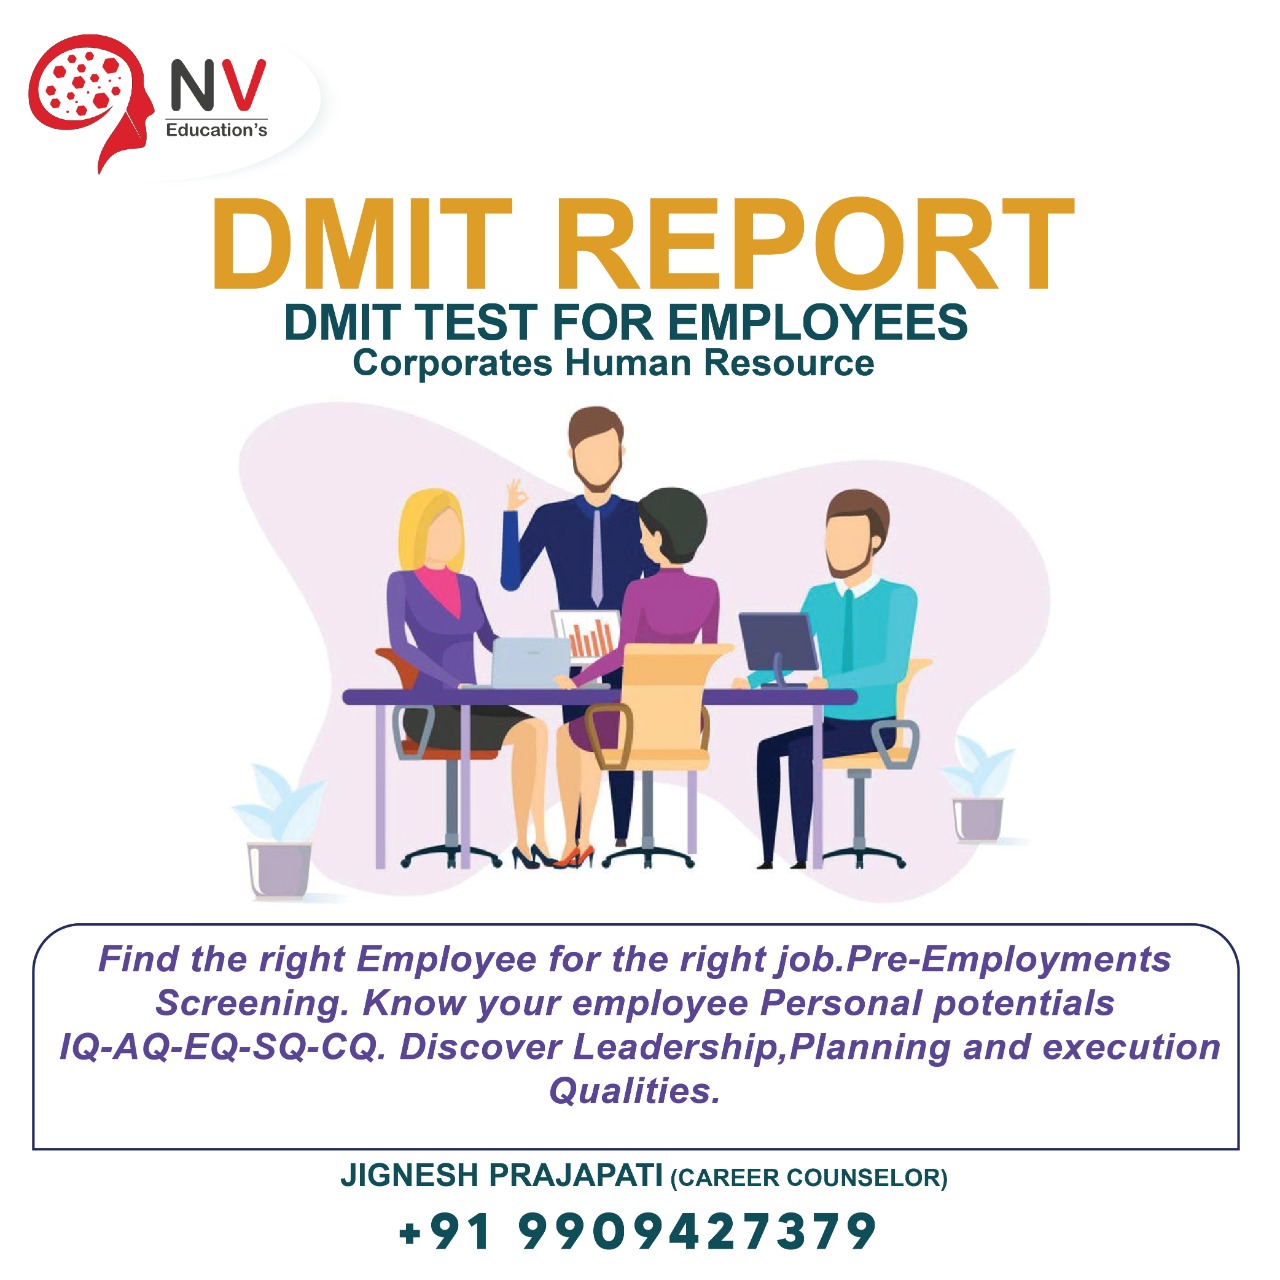 NV
Education's
DMIT REPORT
DMIT TEST FOR EMPLOYEES
Corporates Human Resource
Find the right Employee for the right job.Pre-Employments
Screening. Know your employee Personal potentials
IQ-AQ-EQ-SQ-CQ. Discover Leadership,Planning and execution
Qualities.
JIGNESH PRAJAPATI (CAREER COUNSELOR)
+91 9909427379